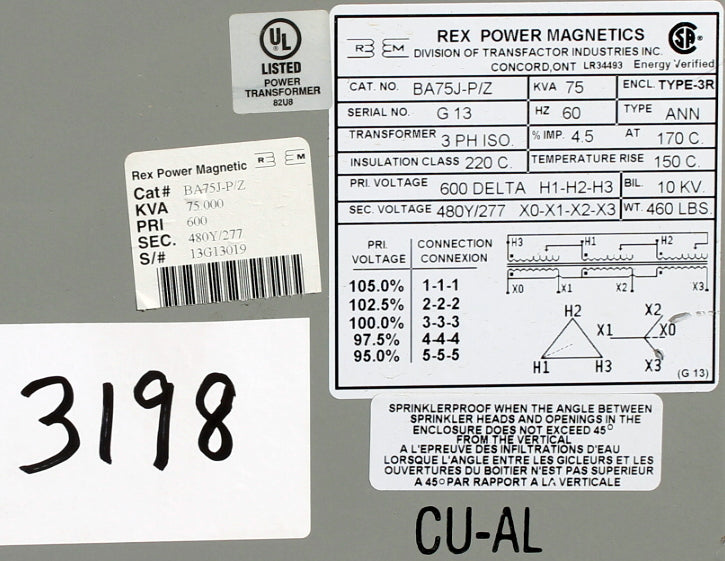 UL
LISTED
POWER
TRANSFORMER
82U8
REX POWER MAGNETICS
DIVISION OF TRANSFACTOR INDUSTRIES INC.
CONCORD,ONT LR34493 Energy Verified
CAT. NO. BA75J-P/Z KVA 75 ENCL. TYPE-3R
SERIAL NO. G 13 HZ 60 TYPE ANN
TRANSFORMER 3 PH ISO. % IMP. 4.5 AT 170 C.
INSULATION CLASS 220 C. TEMPERATURE RISE 150 C.
PRI. VOLTAGE 600 DELTA H1-H2-H3 BIL. 10 KV.
SEC. VOLTAGE 480Y/277 X0-X1-X2-X3 WT. 460 LBS.
PRI. VOLTAGE CONNECTION CONNEXION
105.0% 1-1-1
102.5% 2-2-2
100.0% 3-3-3
97.5% 4-4-4
95.0% 5-5-5
H3 H1 H2
X0 X1 X2 X3
H2
H1 H3
X2
X1 X0
X3
(G 13)
Rex Power Magnetic
Cat# BA75J-P/Z
KVA 75.000
PRI 600
SEC. 480Y/277
S/# 13G13019
3198
SPRINKLERPROOF WHEN THE ANGLE BETWEEN
SPRINKLER HEADS AND OPENINGS IN THE
ENCLOSURE DOES NOT EXCEED 45°
FROM THE VERTICAL
A L'EPREUVE DES INFILTRATIONS D'EAU
LORSQUE L'ANGLE ENTRE LES GICLEURS ET LES
OUVERTURES DU BOITIER N'EST PAS SUPERIEUR
A 45° PAR RAPPORT A LA VERTICALE
CU-AL